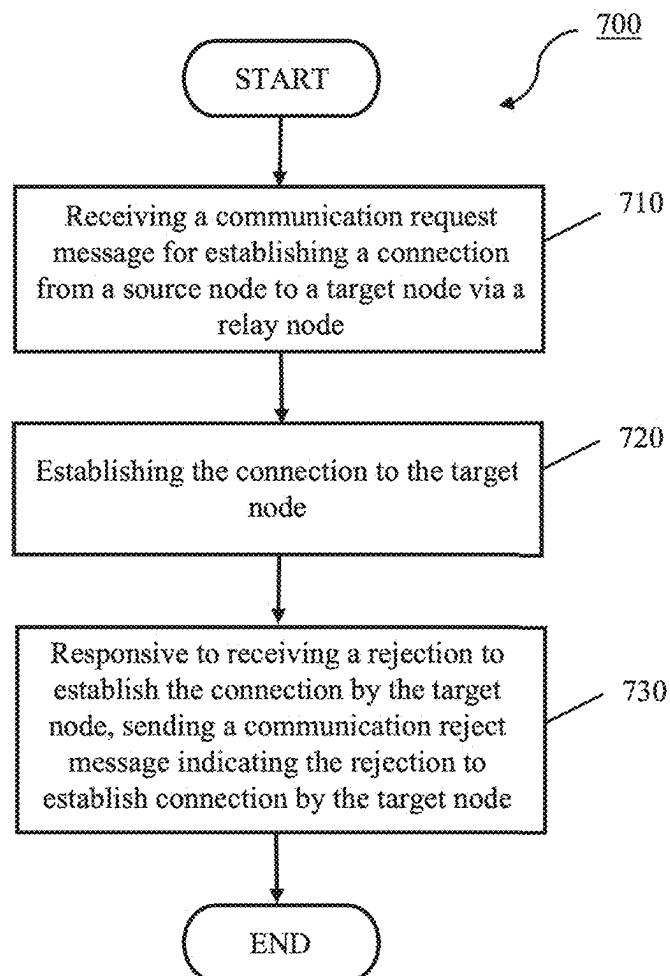 700
START
Receiving a communication request
message for establishing a connection
from a source node to a target node via a
relay node
710
Establishing the connection to the target
node
720
Responsive to receiving a rejection to
establish the connection by the target
node, sending a communication reject
message indicating the rejection to
establish connection by the target node
730
END